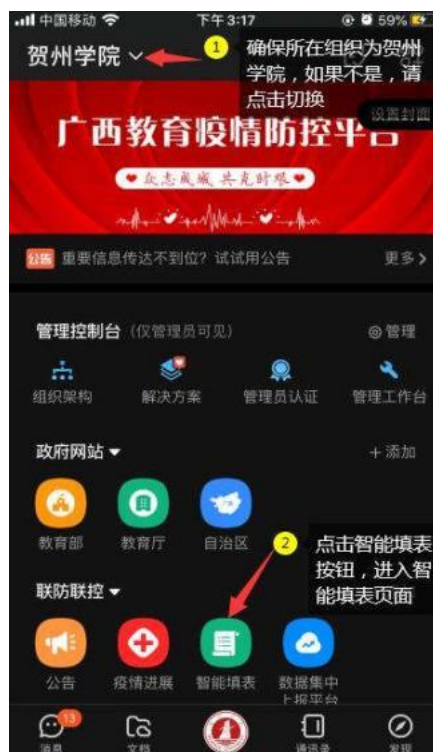 中国移动 下午3:17 59%
贺州学院
1
确保所在组织为贺州
学院，如果不是，请
点击切换
设置封面
广西教育疫情防控平台
众志成城 共克时艰
公告 重要信息传达不到位？试试用公告 更多
管理控制台（仅管理员可见） 管理
组织架构 解决方案 管理员认证 管理工作台
政府网站 +添加
教育部 教育厅 自治区
2
点击智能填表
按钮，进入智
能填表页面
联防联控
公告 疫情进展 智能填表 数据集中
上报平台
13
消息 文档 通讯录 发现